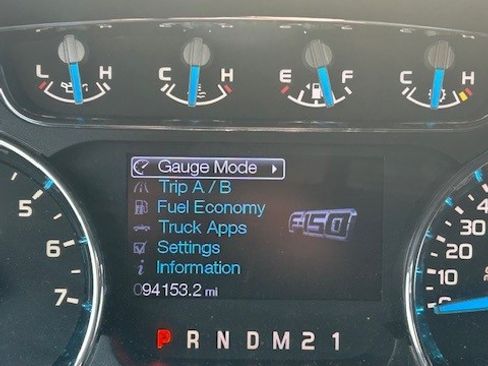 L H C H E F C H
Gauge Mode
Trip A / B
Fuel Economy
Truck Apps
Settings
i Information
F-150
094153.2 mi
5
6
7
40
30
20
10
0
P R N D M 2 1